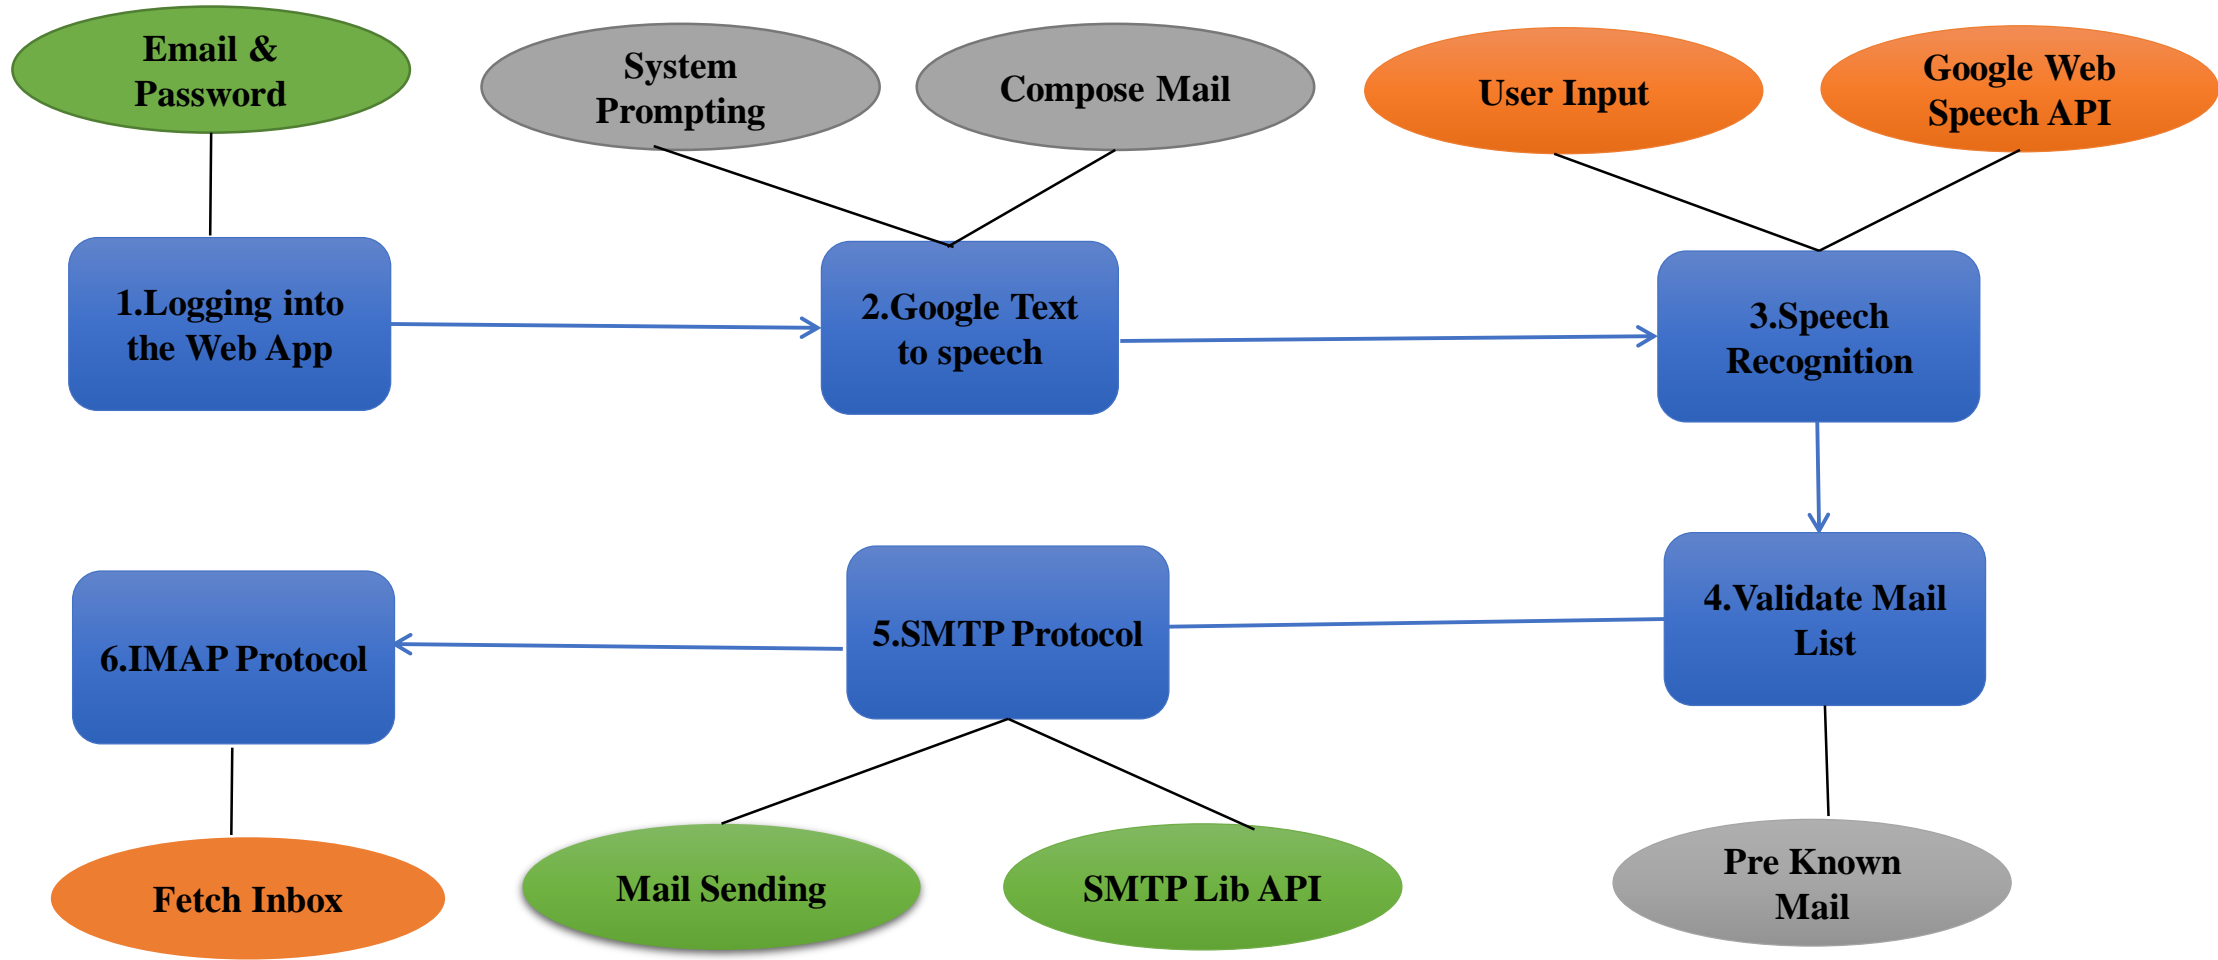 Email &
Password
System
Prompting
Compose Mail
User Input
Google Web
Speech API
1.Logging into
the Web App
2.Google Text
to speech
3.Speech
Recognition
6.IMAP Protocol
5.SMTP Protocol
4.Validate Mail
List
Fetch Inbox
Mail Sending
SMTP Lib API
Pre Known
Mail